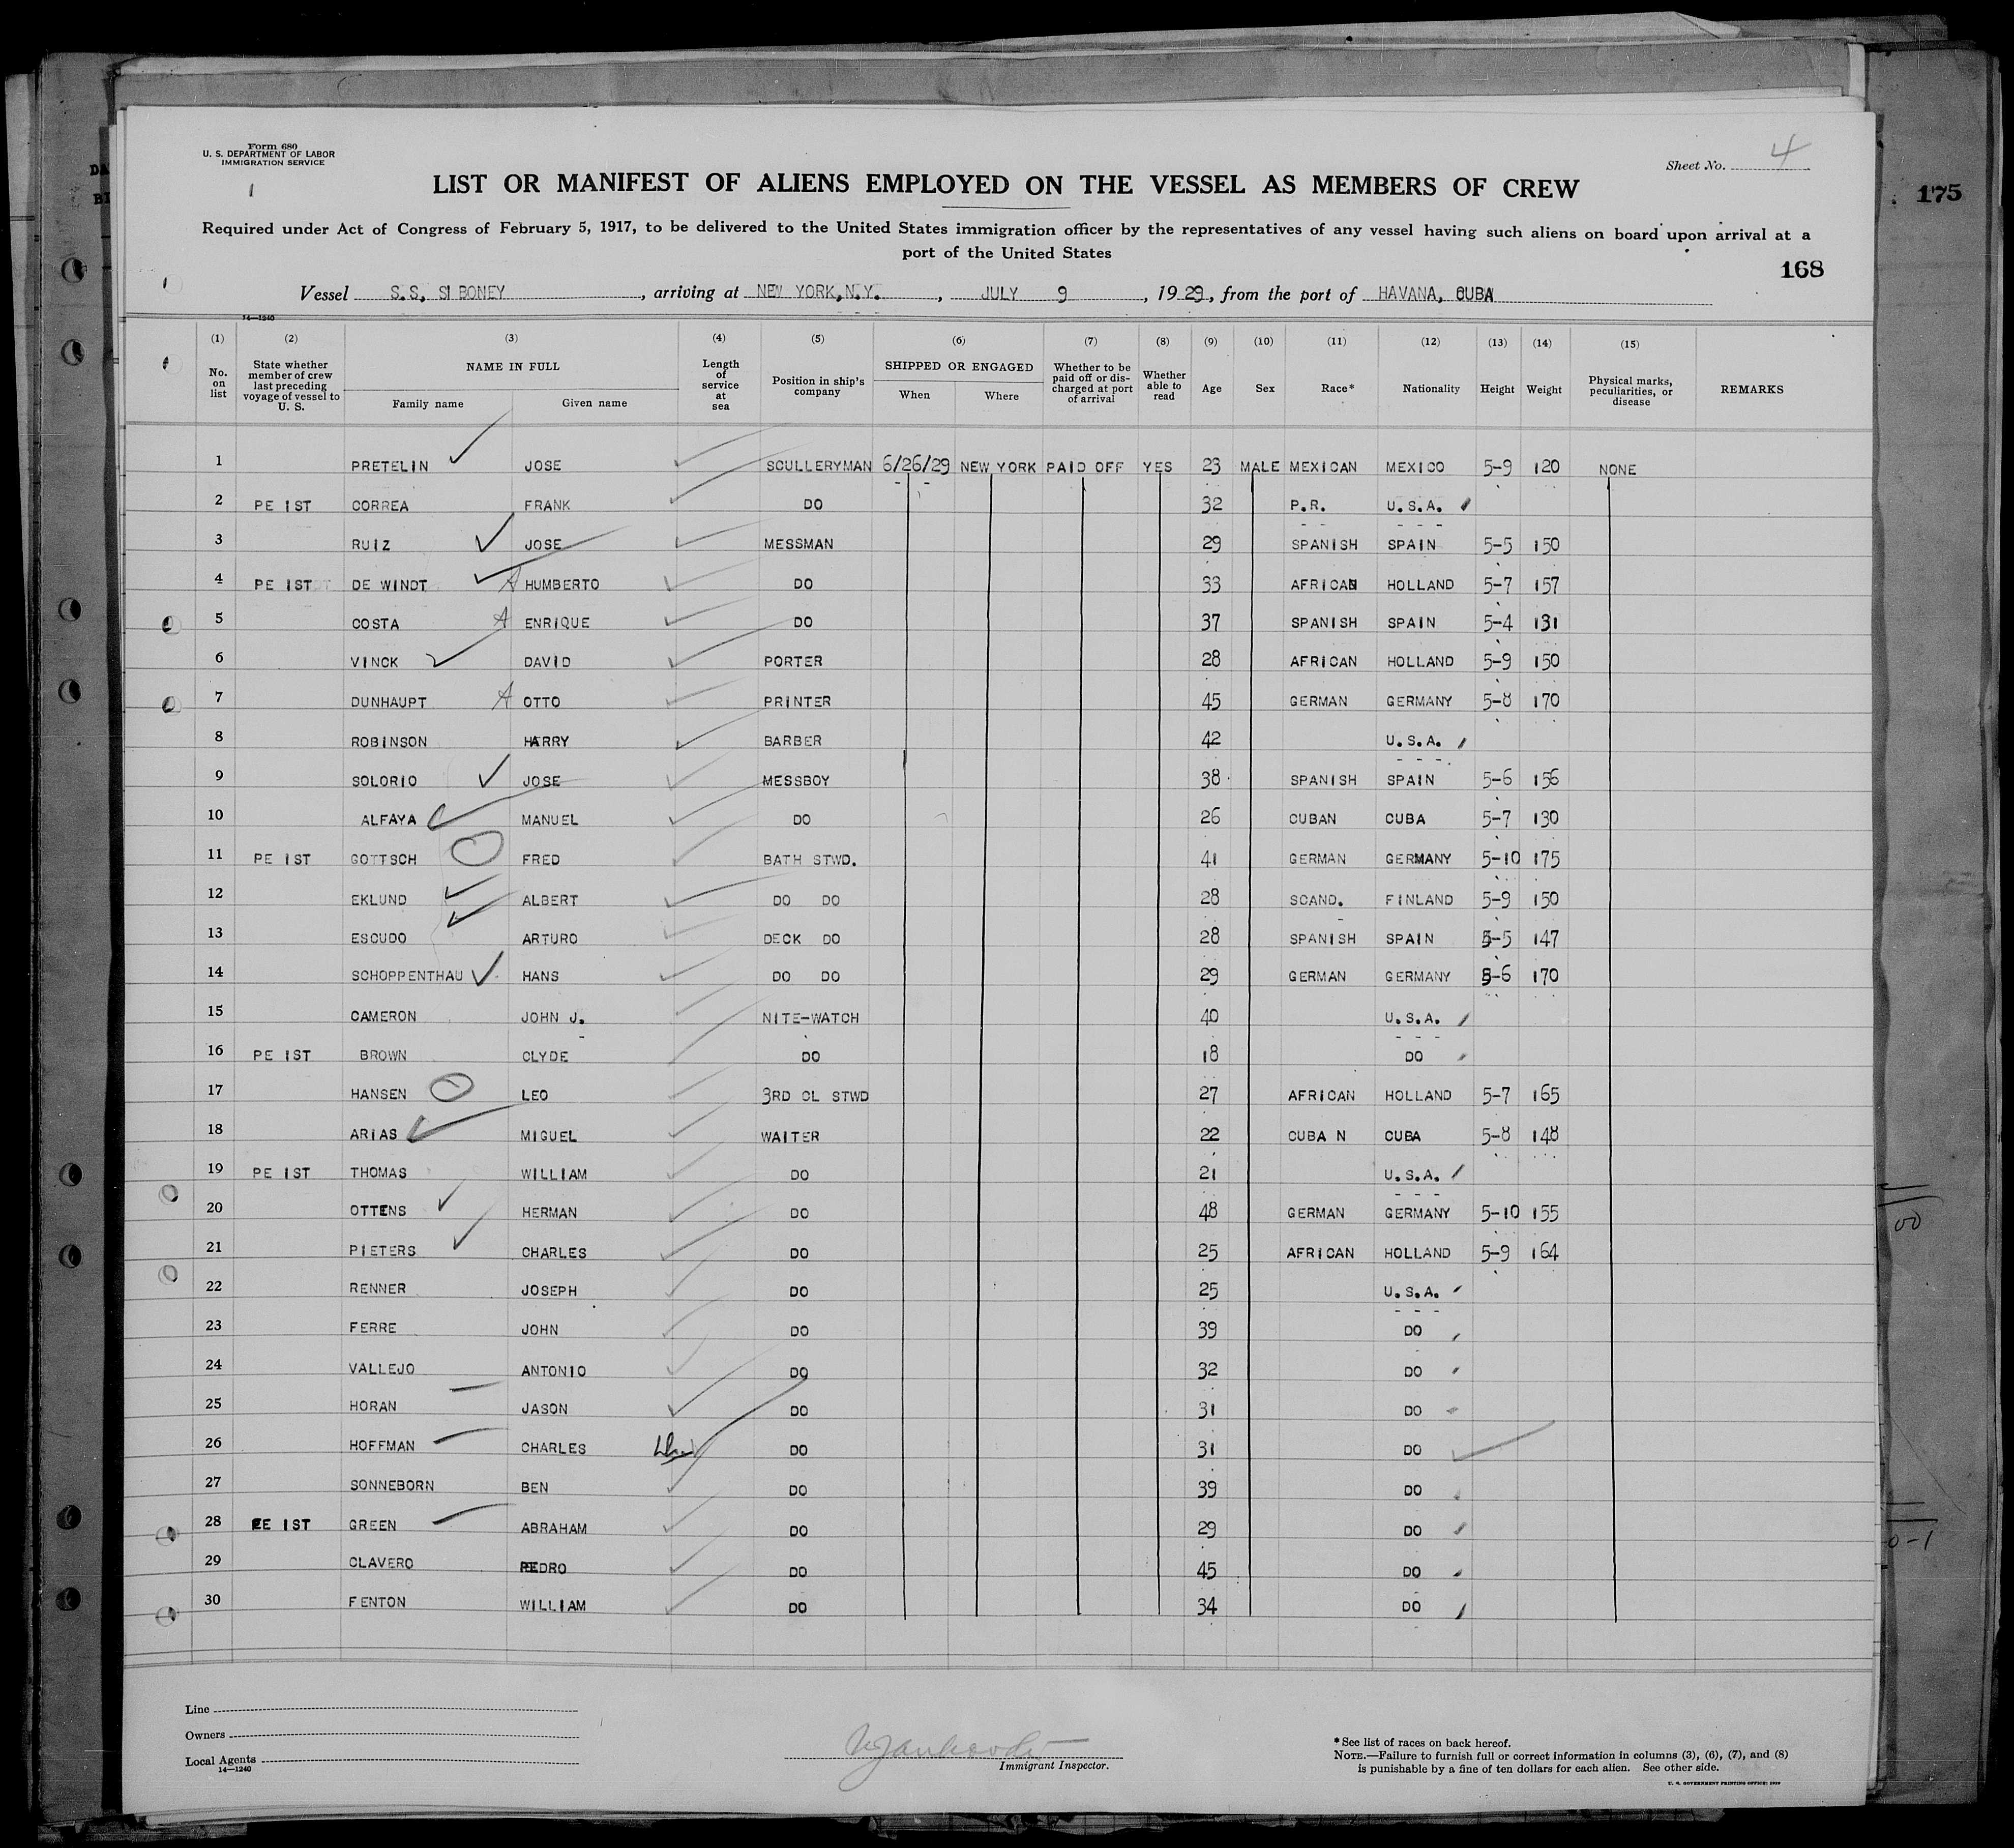 Form 680
U. S. DEPARTMENT OF LABOR
IMMIGRATION SERVICE
Sheet No. 4
175
LIST OR MANIFEST OF ALIENS EMPLOYED ON THE VESSEL AS MEMBERS OF CREW
Required under Act of Congress of February 5, 1917, to be delivered to the United States immigration officer by the representatives of any vessel having such aliens on board upon arrival at a
port of the United States
168
Vessel S.S. SIBONEY, arriving at NEW YORK, N.Y., JULY 9, 1929, from the port of HAVANA, CUBA
14—1240
(1) (2) (3) (4) (5) (6) (7) (8) (9) (10) (11) (12) (13) (14) (15)
No. on list State whether member of crew last preceding voyage of vessel to U. S. NAME IN FULL Family name Given name Length of service at sea Position in ship's company SHIPPED OR ENGAGED When Where Whether to be paid off or discharged at port of arrival Whether able to read Age Sex Race* Nationality Height Weight Physical marks, peculiarities, or disease REMARKS
1 PRETELIN JOSE SCULLERYMAN 6/26/29 NEW YORK PAID OFF YES 23 MALE MEXICAN MEXICO 5-9 120 NONE
2 PE IST CORREA FRANK DO 32 P.R. U.S.A.
3 RUIZ JOSE MESSMAN 29 SPANISH SPAIN 5-5 150
4 PE IST DE WINDT HUMBERTO DO 33 AFRICAN HOLLAND 5-7 157
5 COSTA ENRIQUE DO 37 SPANISH SPAIN 5-4 131
6 VINCK DAVID PORTER 28 AFRICAN HOLLAND 5-9 150
7 DUNHAUPT OTTO PRINTER 45 GERMAN GERMANY 5-8 170
8 ROBINSON HARRY BARBER 42 U.S.A.
9 SOLORIO JOSE MESSBOY 38 SPANISH SPAIN 5-6 156
10 ALFAYA MANUEL DO 26 CUBAN CUBA 5-7 130
11 PE IST GOTTSCH FRED BATH STWD. 41 GERMAN GERMANY 5-10 175
12 EKLUND ALBERT DO DO 28 SCAND. FINLAND 5-9 150
13 ESCUDO ARTURO DECK DO 28 SPANISH SPAIN 5-5 147
14 SCHOPPENTHAU HANS DO DO 29 GERMAN GERMANY 5-6 170
15 CAMERON JOHN J. NITE-WATCH 40 U.S.A.
16 PE IST BROWN CLYDE DO 18 DO
17 HANSEN LEO 3RD CL STWD 27 AFRICAN HOLLAND 5-7 165
18 ARIAS MIGUEL WAITER 22 CUBA N CUBA 5-8 148
19 PE IST THOMAS WILLIAM DO 21 U.S.A.
20 OTTENS HERMAN DO 48 GERMAN GERMANY 5-10 155
21 PIETERS CHARLES DO 25 AFRICAN HOLLAND 5-9 164
22 RENNER JOSEPH DO 25 U.S.A.
23 FERRE JOHN DO 39 DO
24 VALLEJO ANTONIO DO 32 DO
25 HORAN JASON DO 31 DO
26 HOFFMAN CHARLES DO 31 DO
27 SONNEBORN BEN DO 39 DO
28 PE IST GREEN ABRAHAM DO 29 DO
29 CLAVERO PEDRO DO 45 DO
30 FENTON WILLIAM DO 34 DO
Line
Owners
Local Agents
14—1240
Immigrant Inspector.
*See list of races on back hereof.
NOTE.—Failure to furnish full or correct information in columns (3), (6), (7), and (8)
is punishable by a fine of ten dollars for each alien. See other side.
U. S. GOVERNMENT PRINTING OFFICE: 1929